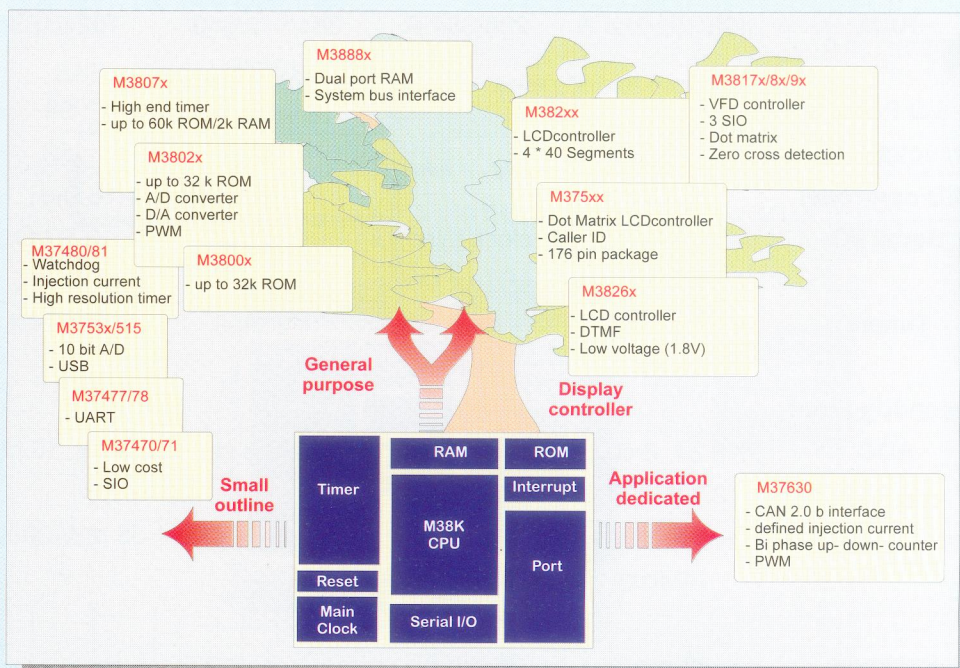 M3888x
- Dual port RAM
- System bus interface
M3807x
- High end timer
- up to 60k ROM/2k RAM
M3802x
- up to 32 k ROM
- A/D converter
- D/A converter
- PWM
M3800x
- up to 32k ROM
M37480/81
- Watchdog
- Injection current
- High resolution timer
M3753x/515
- 10 bit A/D
- USB
M37477/78
- UART
M37470/71
- Low cost
- SIO
M382xx
- LCDcontroller
- 4 * 40 Segments
M3817x/8x/9x
- VFD controller
- 3 SIO
- Dot matrix
- Zero cross detection
M375xx
- Dot Matrix LCDcontroller
- Caller ID
- 176 pin package
M3826x
- LCD controller
- DTMF
- Low voltage (1.8V)
General
purpose
Display
controller
Small
outline
Application
dedicated
Timer
RAM
ROM
Interrupt
M38K
CPU
Port
Reset
Main
Clock
Serial I/O
M37630
- CAN 2.0 b interface
- defined injection current
- Bi phase up- down- counter
- PWM